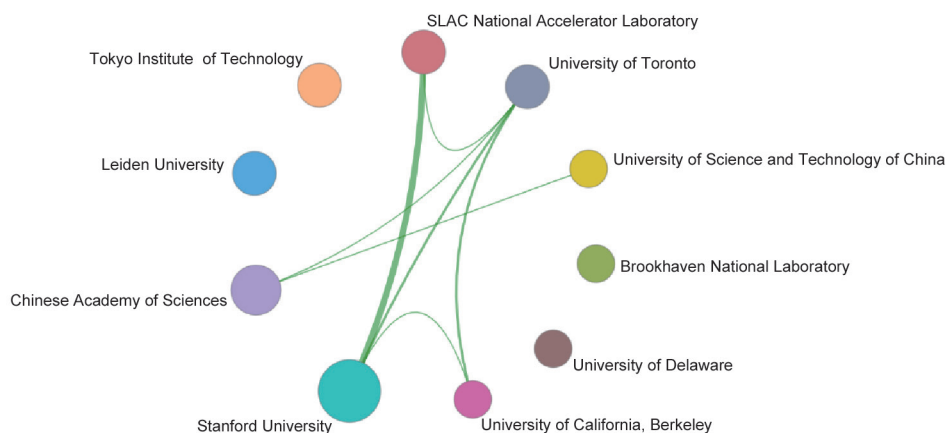 SLAC National Accelerator Laboratory
Tokyo Institute of Technology
University of Toronto
Leiden University
University of Science and Technology of China
Chinese Academy of Sciences
Brookhaven National Laboratory
University of Delaware
Stanford University
University of California, Berkeley